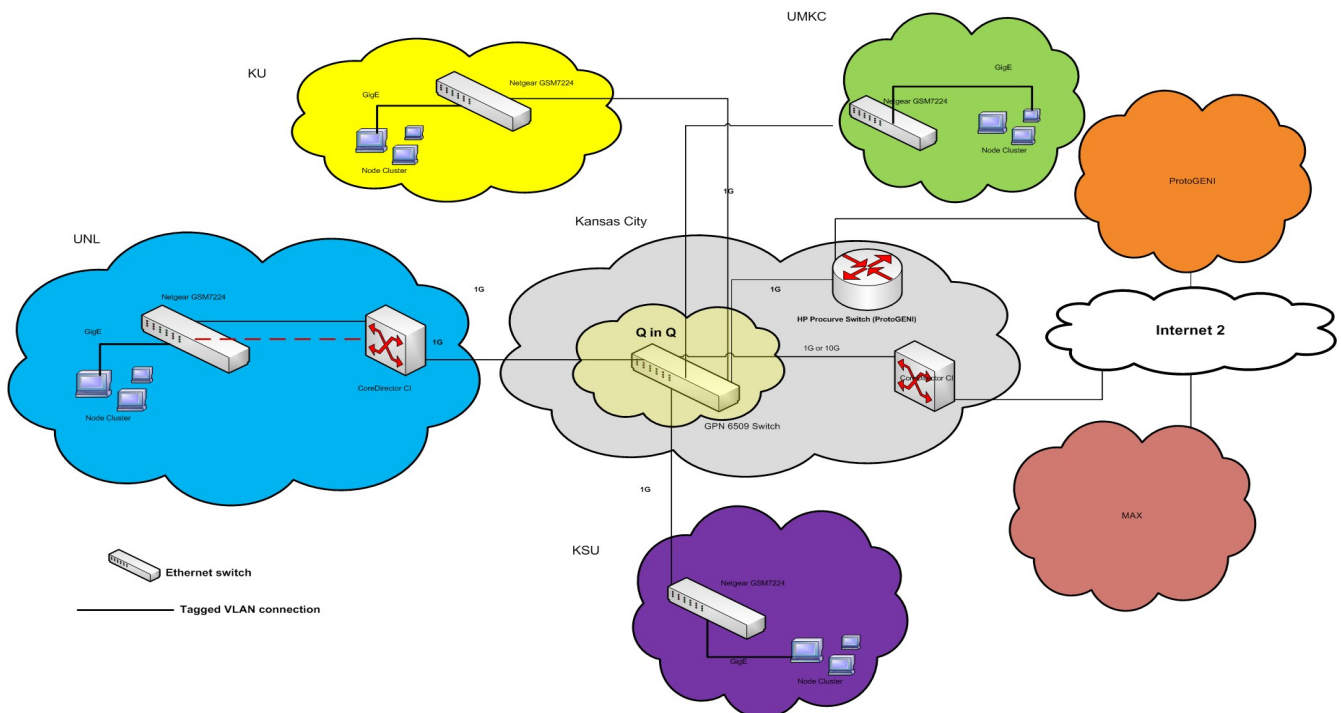 UMKC
KU
GigE
Netgear GSM7224
GigE
Netgear GSM7224
Node Cluster
Node Cluster
ProtoGENI
1G
Kansas City
UNL
Netgear GSM7224
1G
1G
HP Procurve Switch (ProtoGENI)
Q in Q
Internet 2
GigE
1G
1G or 10G
CoreDirector CI
CoreDirector CI
Node Cluster
GPN 6509 Switch
1G
MAX
KSU
Netgear GSM7224
Ethernet switch
Tagged VLAN connection
GigE
Node Cluster